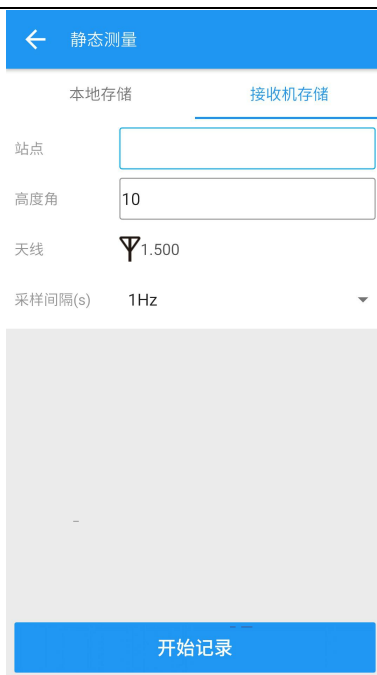 静态测量
本地存储 接收机存储
站点
高度角 10
天线 1.500
采样间隔(s) 1Hz
开始记录